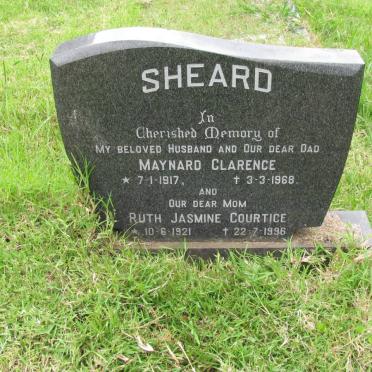 SHEARD
In
Cherished Memory of
MY BELOVED HUSBAND AND OUR DEAR DAD
MAYNARD CLARENCE
* 7-1-1917. † 3-3-1968.
AND
OUR DEAR MOM
RUTH JASMINE COURTICE
* 10-6-1921 † 22-7-1996